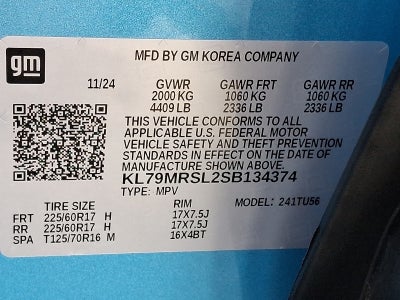 gm
MFD BY GM KOREA COMPANY
11/24 GVWR GAWR FRT GAWR RR
2000 KG 1060 KG 1060 KG
4409 LB 2336 LB 2336 LB
THIS VEHICLE CONFORMS TO ALL
APPLICABLE U.S. FEDERAL MOTOR
VEHICLE SAFETY AND THEFT PREVENTION
STANDARDS IN EFFECT ON THE DATE OF
MANUFACTURE SHOWN ABOVE.
KL79MRSL2SB134374
TYPE: MPV MODEL: 241TU56
TIRE SIZE RIM
FRT 225/60R17 H 17X7.5J
RR 225/60R17 H 17X7.5J
SPA T125/70R16 M 16X4BT